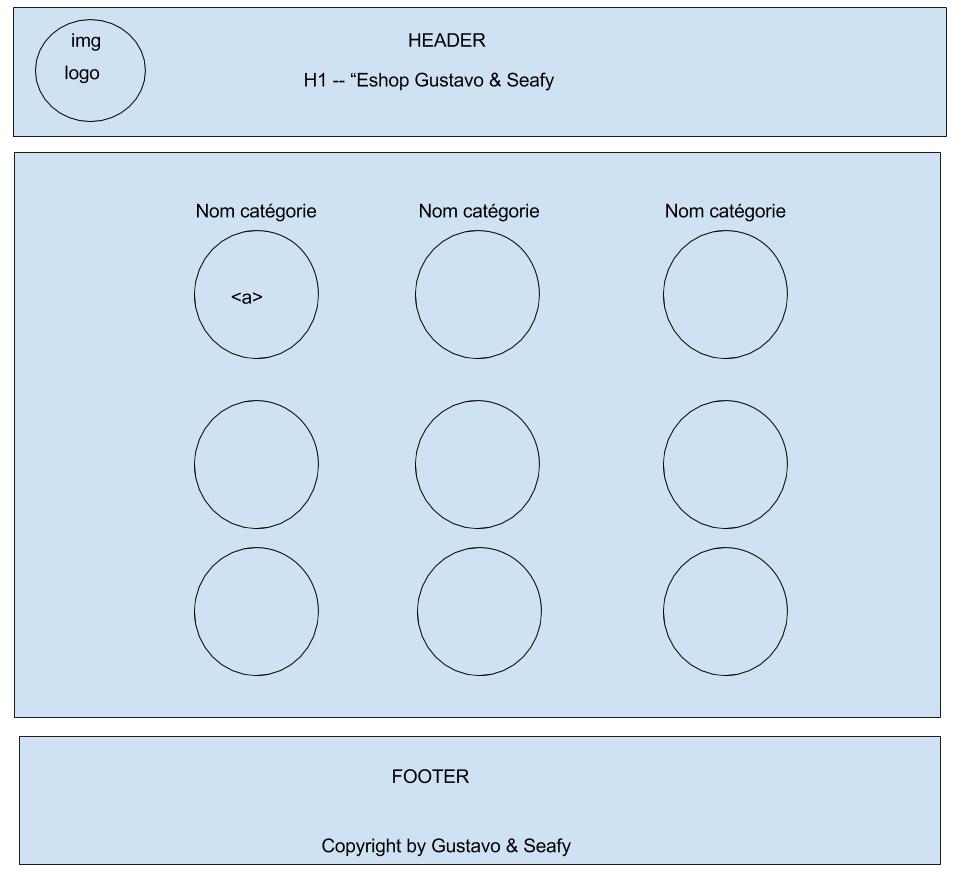 img
logo
HEADER
H1 -- “Eshop Gustavo & Seafy
Nom catégorie Nom catégorie Nom catégorie
<a>
FOOTER
Copyright by Gustavo & Seafy